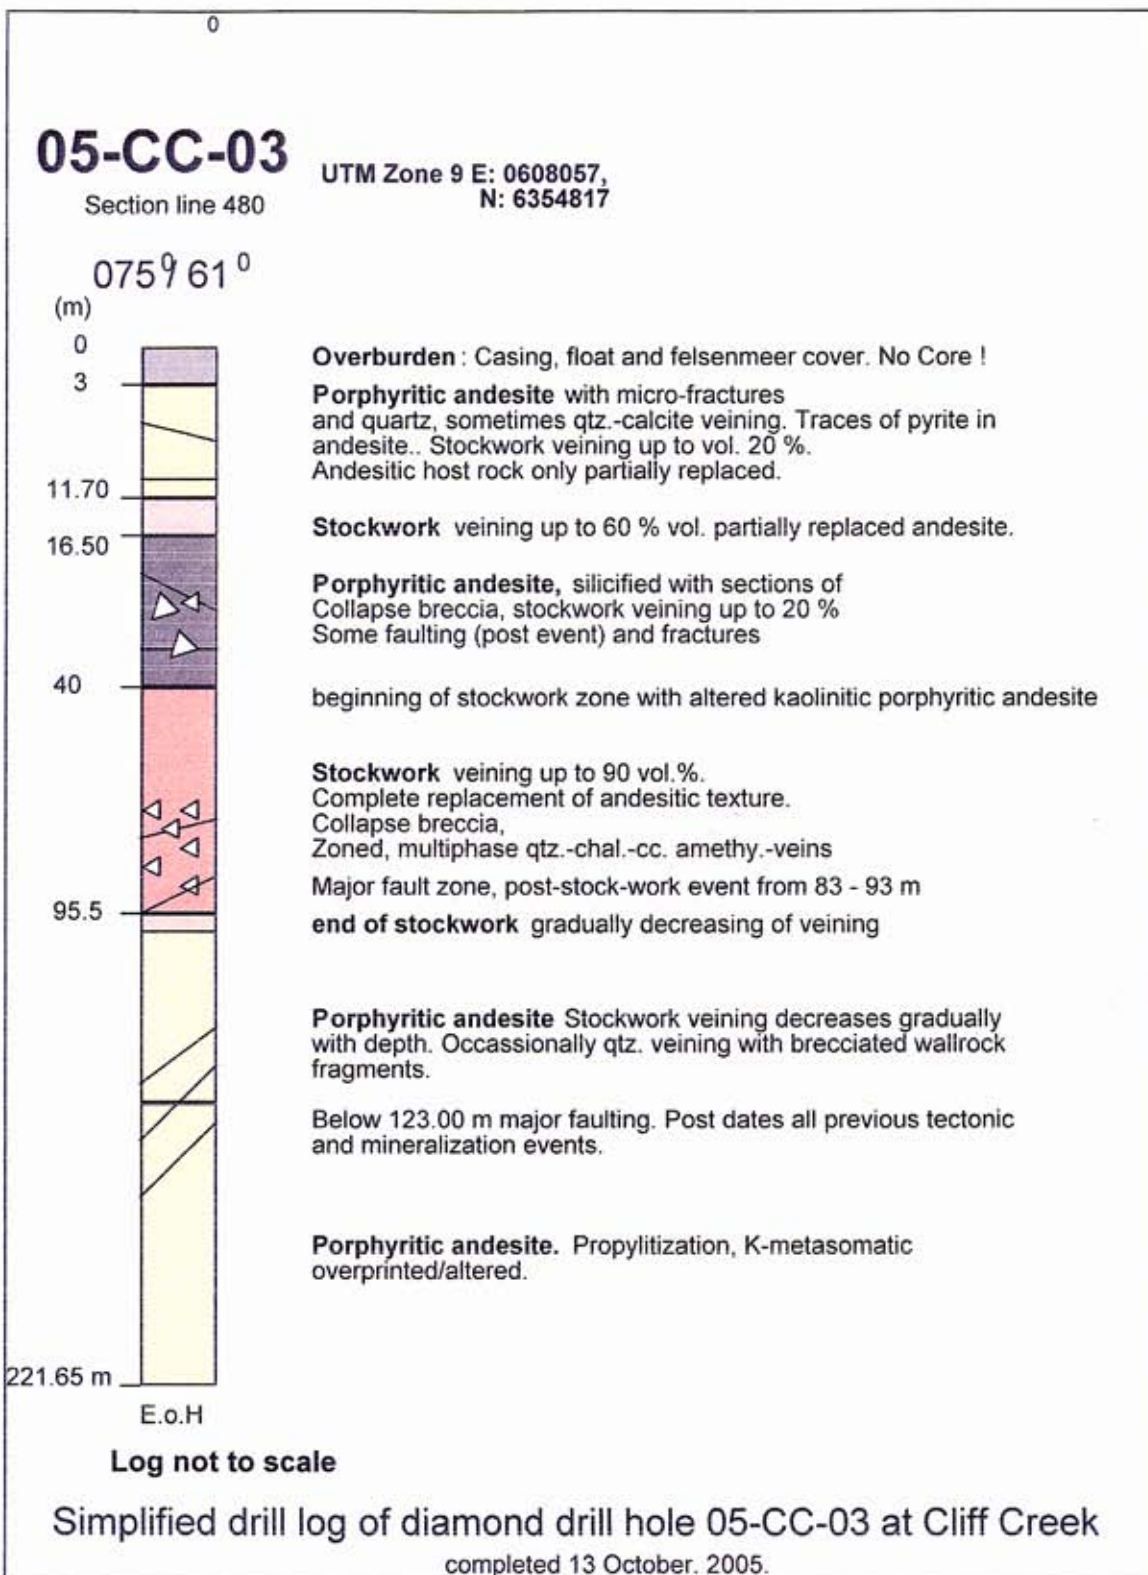 0
05-CC-03
UTM Zone 9 E: 0608057,
N: 6354817
Section line 480
075⁰/ 61⁰
(m)
0
Overburden : Casing, float and felsenmeer cover. No Core !
3
Porphyritic andesite with micro-fractures
and quartz, sometimes qtz.-calcite veining. Traces of pyrite in
andesite.. Stockwork veining up to vol. 20 %.
Andesitic host rock only partially replaced.
11.70
Stockwork veining up to 60 % vol. partially replaced andesite.
16.50
Porphyritic andesite, silicified with sections of
Collapse breccia, stockwork veining up to 20 %
Some faulting (post event) and fractures
40
beginning of stockwork zone with altered kaolinitic porphyritic andesite
Stockwork veining up to 90 vol.%.
Complete replacement of andesitic texture.
Collapse breccia,
Zoned, multiphase qtz.-chal.-cc. amethy.-veins
Major fault zone, post-stock-work event from 83 - 93 m
95.5
end of stockwork gradually decreasing of veining
Porphyritic andesite Stockwork veining decreases gradually
with depth. Occassionally qtz. veining with brecciated wallrock
fragments.
Below 123.00 m major faulting. Post dates all previous tectonic
and mineralization events.
Porphyritic andesite. Propylitization, K-metasomatic
overprinted/altered.
221.65 m
E.o.H
Log not to scale
Simplified drill log of diamond drill hole 05-CC-03 at Cliff Creek
completed 13 October. 2005.